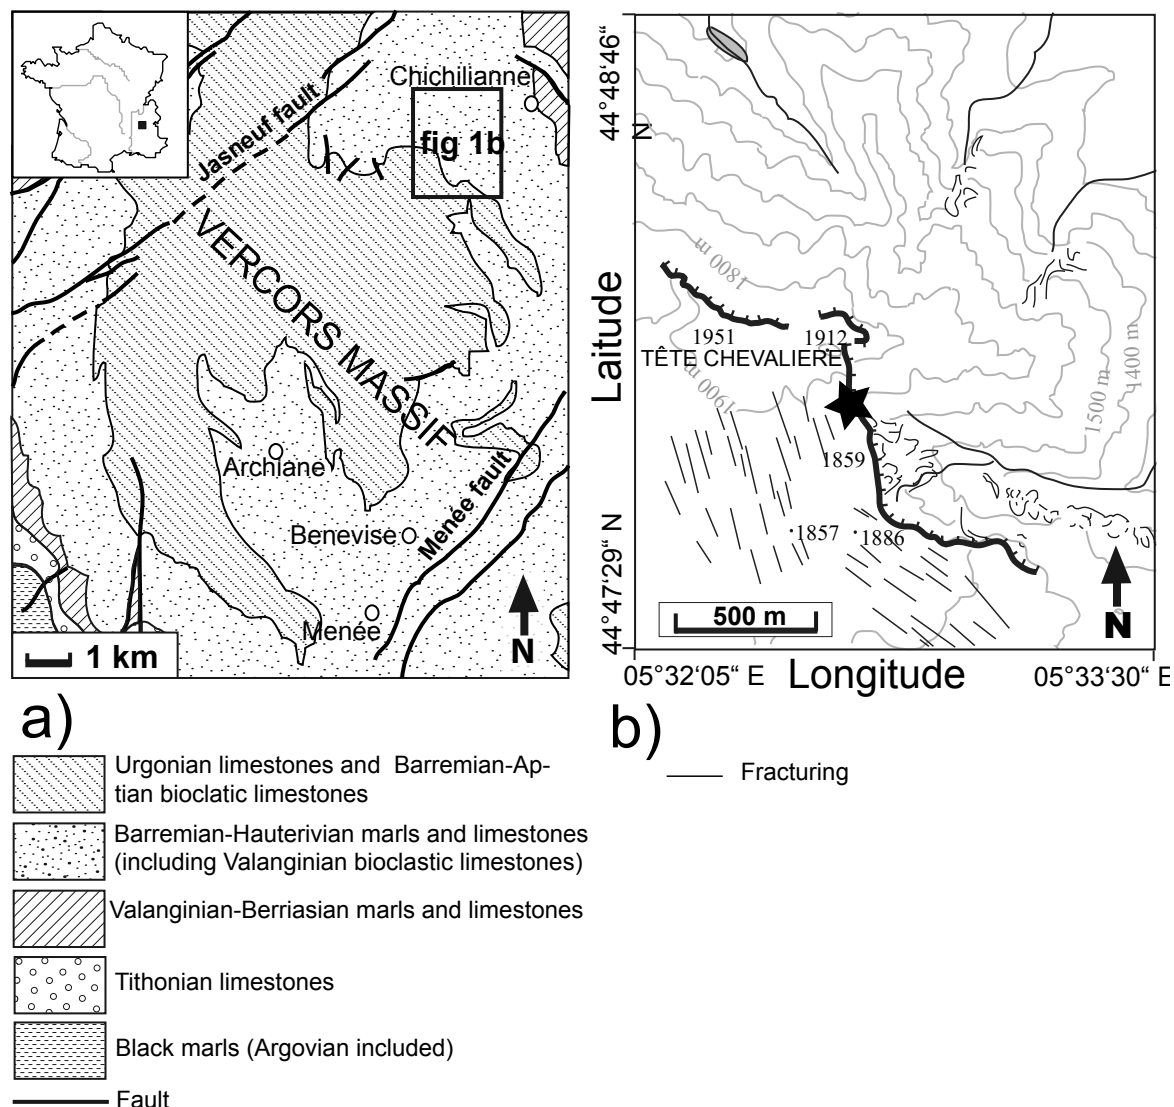 Chichilianne
Jasneuf fault
fig 1b
VERCORS MASSIF
Archiane
Benevise
Menée fault
Menée
N
1 km
a)
Urgonian limestones and Barremian-Ap-
tian bioclatic limestones
Barremian-Hauterivian marls and limestones
(including Valanginian bioclastic limestones)
Valanginian-Berriasian marls and limestones
Tithonian limestones
Black marls (Argovian included)
Fault
44°48'46"
N
Laitude
44°47'29" N
1800 m
1951
1912
TÊTE CHEVALIERE
1900 m
1859
1857
1886
1500 m
1400 m
500 m
N
05°32'05“ E
Longitude
05°33'30“ E
b)
Fracturing